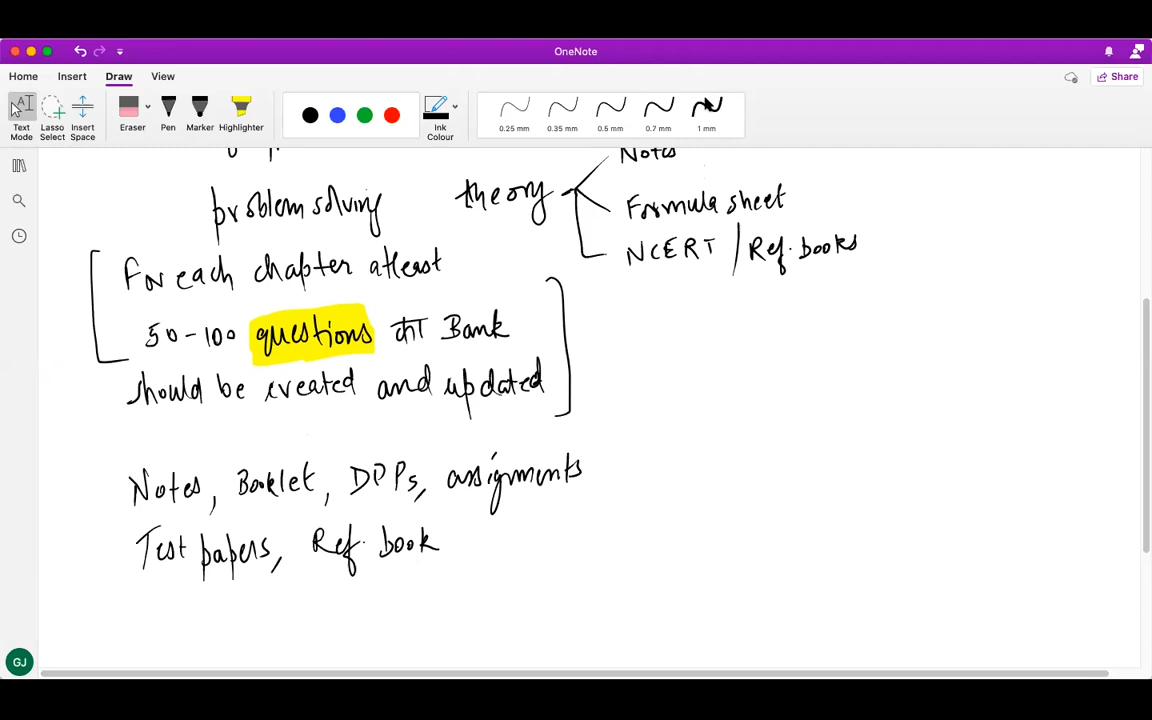 OneNote
Home Insert Draw View
Share
Text Mode
Lasso Select
Insert Space
Eraser
Pen
Marker
Highlighter
Ink Colour
0.25 mm
0.35 mm
0.5 mm
0.7 mm
1 mm
Notes
problem solving theory
Formula sheet
NCERT / Ref. books
For each chapter atleast
50-100 questions Bank
should be created and updated
Notes, Booklet, DPPs, assigments
Test papers, Ref. book
GJ